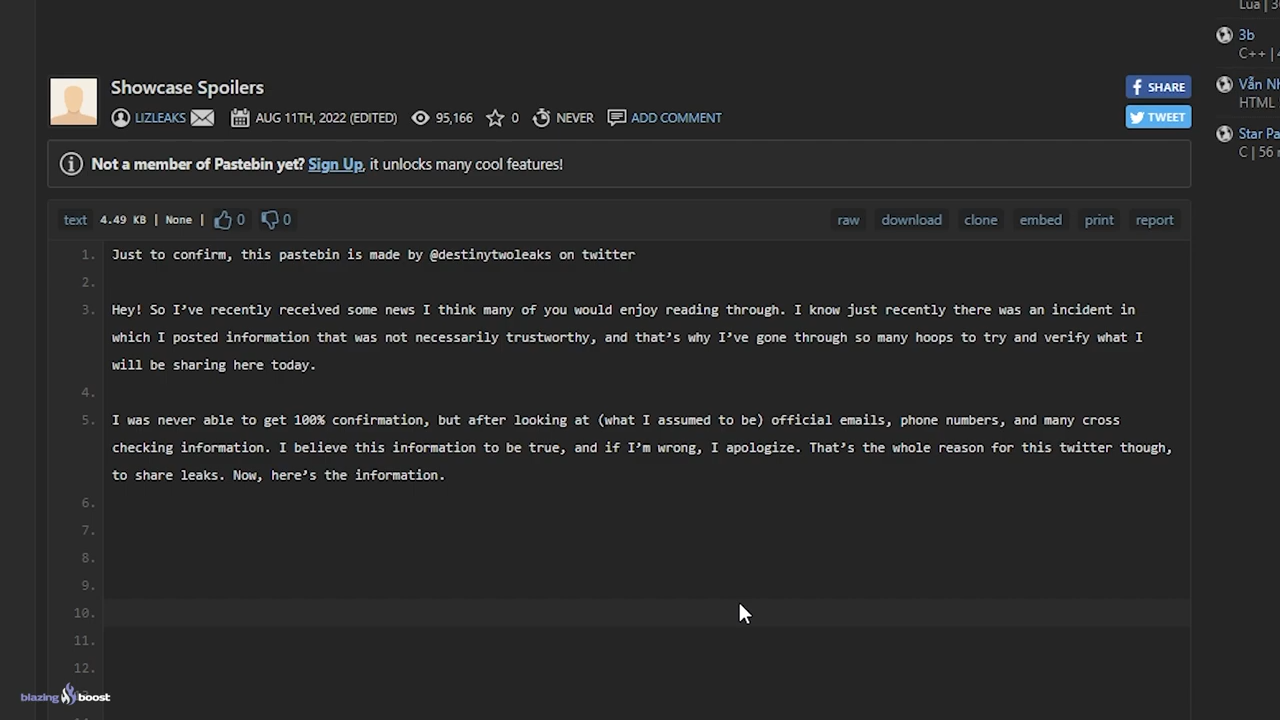 Lua | 3
3b
C++ | 4
Showcase Spoilers
LIZLEAKS AUG 11TH, 2022 (EDITED) 95,166 0 NEVER ADD COMMENT
SHARE
TWEET
Vẫn Nh
HTML
Star Pa
C | 56 m
Not a member of Pastebin yet? Sign Up, it unlocks many cool features!
text 4.49 KB | None | 0 0 raw download clone embed print report
1. Just to confirm, this pastebin is made by @destinytwoleaks on twitter
2.
3. Hey! So I’ve recently received some news I think many of you would enjoy reading through. I know just recently there was an incident in
which I posted information that was not necessarily trustworthy, and that’s why I’ve gone through so many hoops to try and verify what I
will be sharing here today.
4.
5. I was never able to get 100% confirmation, but after looking at (what I assumed to be) official emails, phone numbers, and many cross
checking information. I believe this information to be true, and if I’m wrong, I apologize. That’s the whole reason for this twitter though,
to share leaks. Now, here’s the information.
6.
7.
8.
9.
10.
11.
12.
blazing boost